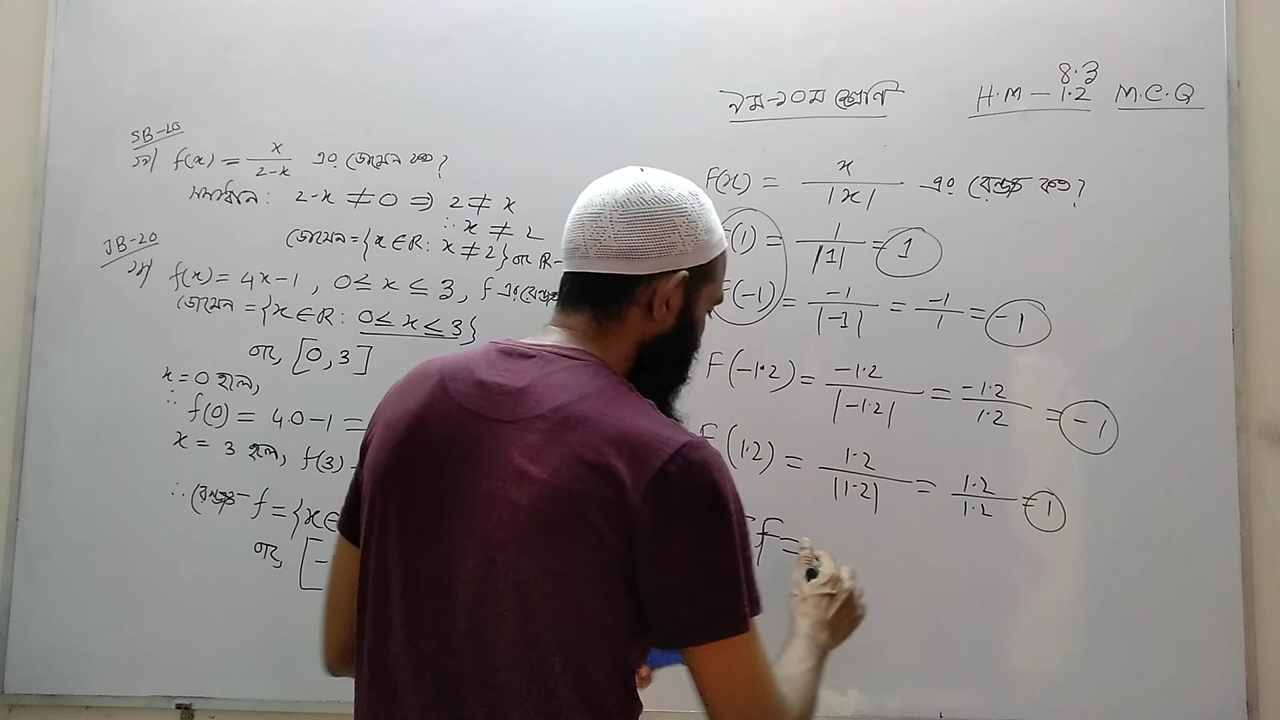 ৯ম-১০ম শ্রেণি
8.3
H.M – 1.2 M.C.Q
SB-20
f(x) = x/(2-x) এর ডোমেন কত?
সমাধান: 2-x ≠ 0 ⇒ 2 ≠ x
∴ x ≠ 2
ডোমেন = {x ∈ R: x ≠ 2} বা R-
JB-20
f(x) = 4x-1, 0 ≤ x ≤ 3, f এর রেঞ্জ
ডোমেন = {x ∈ R: 0 ≤ x ≤ 3}
বা, [0, 3]
x = 0 হলে,
∴ f(0) = 4.0-1 =
x = 3 হলে, f(3)
∴ রেঞ্জ f = {x ∈
বা, [-
F(x) = x/|x| এর রেঞ্জ কত?
F(1) = 1/|1| = 1
F(-1) = -1/|-1| = -1/1 = -1
F(-1.2) = -1.2/|-1.2| = -1.2/1.2 = -1
F(1.2) = 1.2/|1.2| = 1.2/1.2 = 1
f =